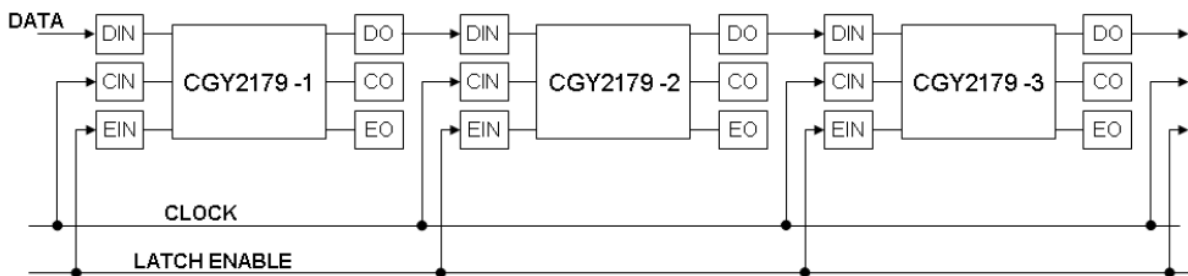 DATA DIN DO DIN DO DIN DO
CIN CGY2179 -1 CO CIN CGY2179 -2 CO CIN CGY2179 -3 CO
EIN EO EIN EO EIN EO
CLOCK
LATCH ENABLE